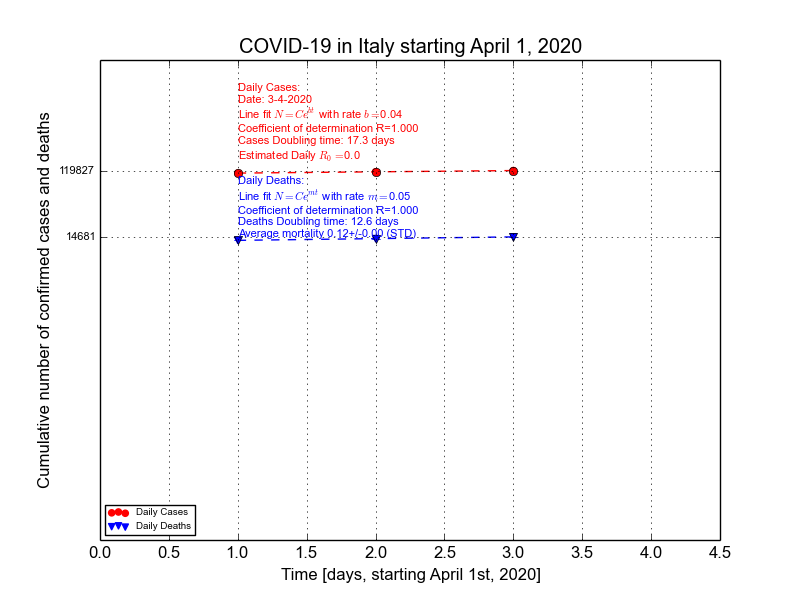 COVID-19 in Italy starting April 1, 2020
Daily Cases:
Date: 3-4-2020
Line fit N = Ce^{bt} with rate b =0.04
Coefficient of determination R=1.000
Cases Doubling time: 17.3 days
Estimated Daily R_0 =0.0
Daily Deaths:
Line fit N = Ce^{mt} with rate m =0.05
Coefficient of determination R=1.000
Deaths Doubling time: 12.6 days
Average mortality 0.12+/-0.00 (STD)
119827
14681
Cumulative number of confirmed cases and deaths
Daily Cases
Daily Deaths
0.0 0.5 1.0 1.5 2.0 2.5 3.0 3.5 4.0 4.5
Time [days, starting April 1st, 2020]